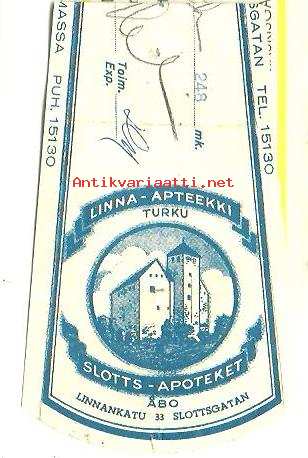 248 mk.
Toim.
Exp.
MASSA PUH. 15130
SGATAN TEL. 15130
Antikvariaatti.net
LINNA-APTEEKKI
TURKU
SLOTTS-APOTEKET
ÅBO
LINNANKATU 33 SLOTTSGATAN